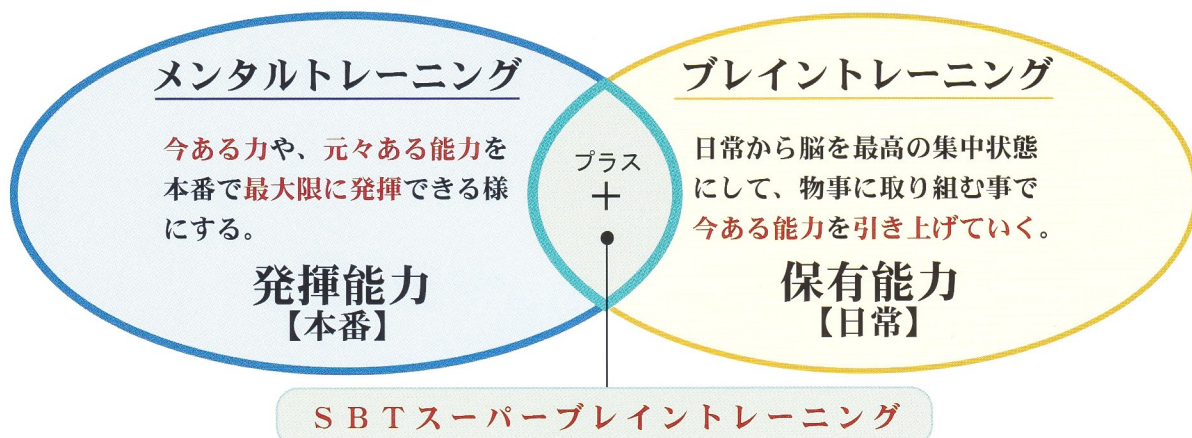 メンタルトレーニング
今ある力や、元々ある能力を
本番で最大限に発揮できる様
にする。
発揮能力
【本番】
プラス
+
ブレイントレーニング
日常から脳を最高の集中状態
にして、物事に取り組む事で
今ある能力を引き上げていく。
保有能力
【日常】
SBTスーパーブレイントレーニング